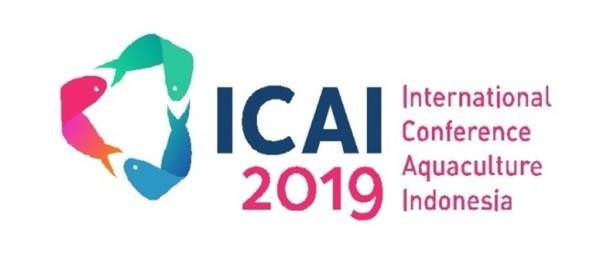 ICAI
2019
International
Conference
Aquaculture
Indonesia